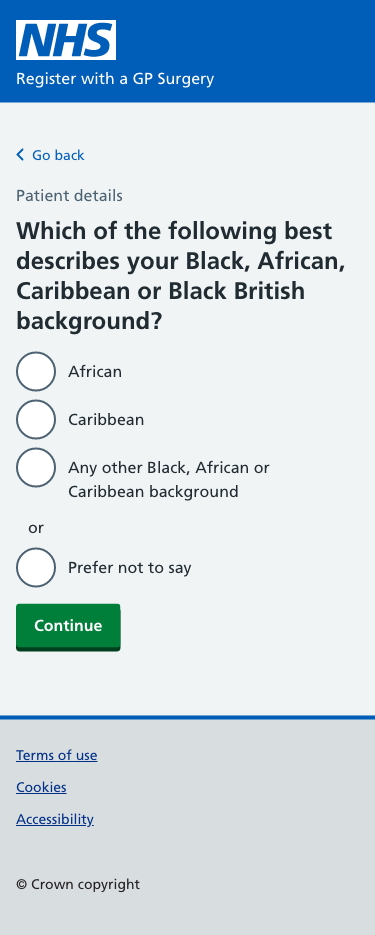 NHS
Register with a GP Surgery
Go back
Patient details
Which of the following best
describes your Black, African,
Caribbean or Black British
background?
African
Caribbean
Any other Black, African or
Caribbean background
or
Prefer not to say
Continue
Terms of use
Cookies
Accessibility
© Crown copyright